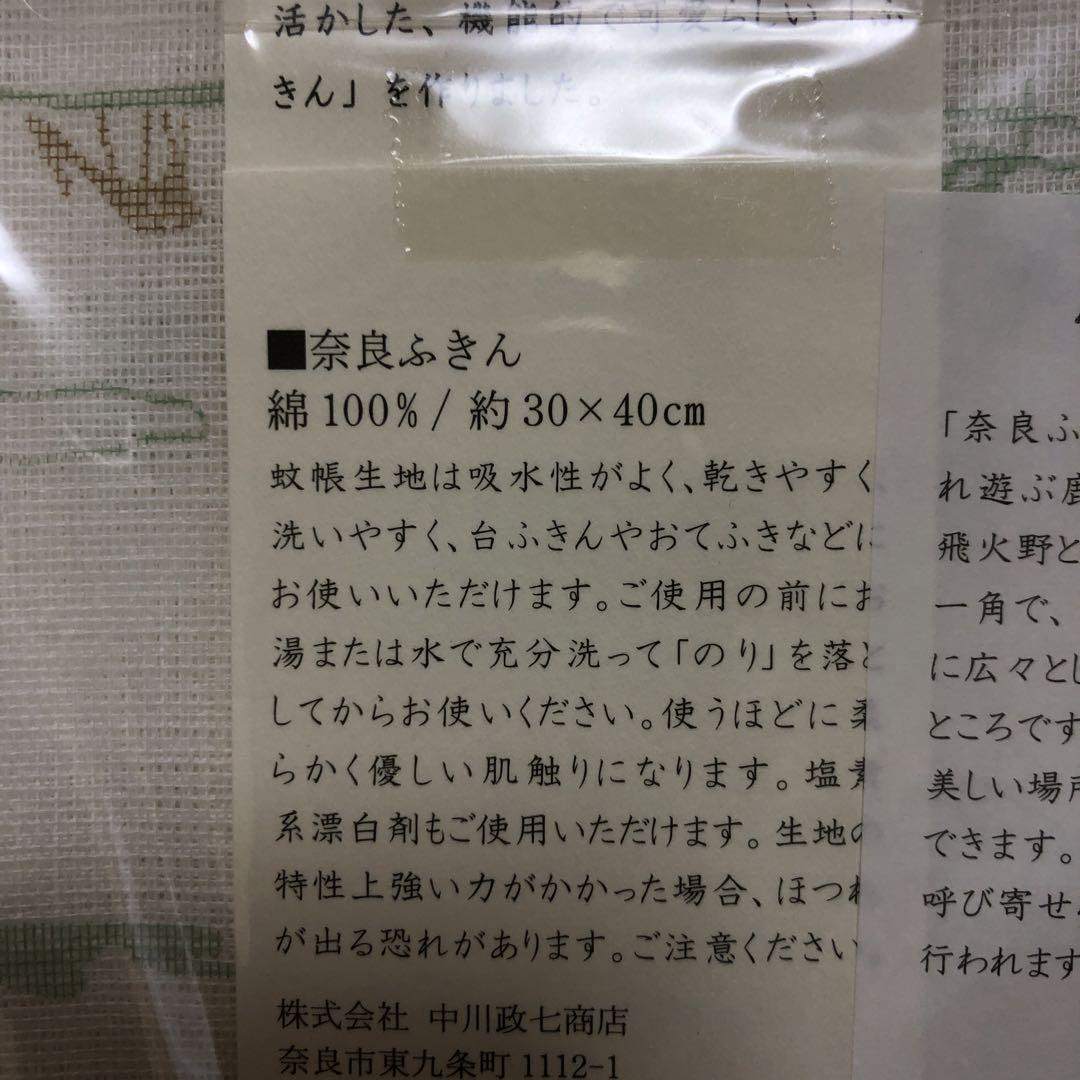 活かした、機能的で可愛らしい「ふ
きん」を作りました。
■奈良ふきん
綿100% / 約30×40cm
蚊帳生地は吸水性がよく、乾きやすく
洗いやすく、台ふきんやおてふきなどに
お使いいただけます。ご使用の前にお
湯または水で充分洗って「のり」を落と
してからお使いください。使うほどに柔
らかく優しい肌触りになります。塩素
系漂白剤もご使用いただけます。生地の
特性上強い力がかかった場合、ほつれ
が出る恐れがあります。ご注意ください
株式会社 中川政七商店
奈良市東九条町1112-1
「奈良ふ
れ遊ぶ鹿
飛火野と
一角で、
に広々とし
ところです
美しい場所
できます。
呼び寄せ
行われます